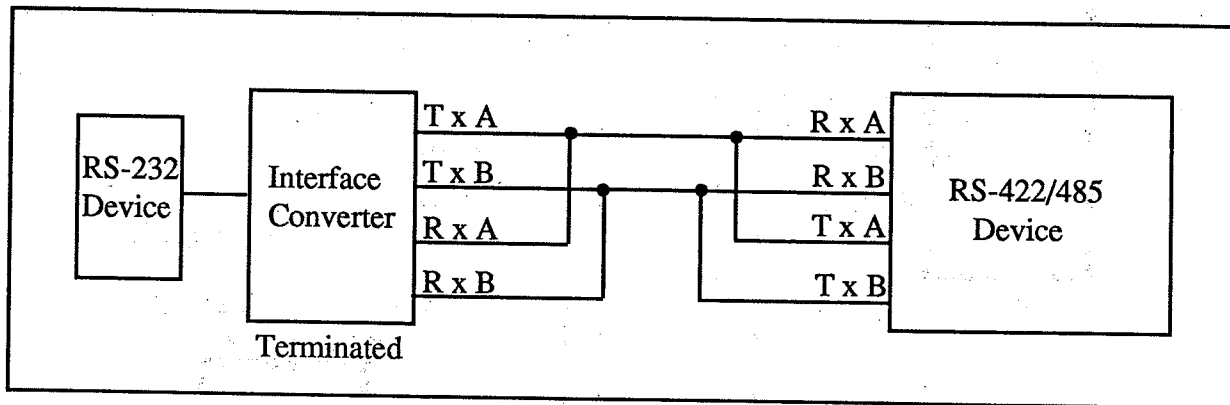 RS-232
Device
Interface
Converter
Terminated
T x A
T x B
R x A
R x B
R x A
R x B
T x A
T x B
RS-422/485
Device